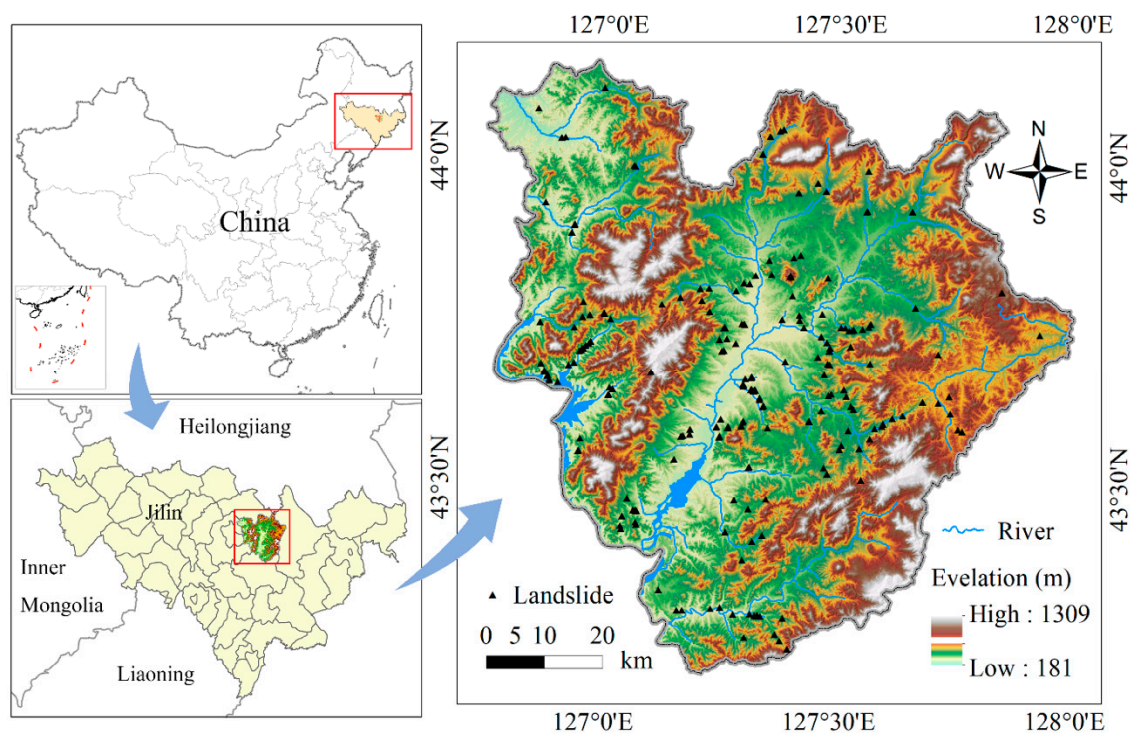 China
Heilongjiang
Jilin
Inner
Mongolia
Liaoning
127°0'E 127°30'E 128°0'E
44°0'N 44°0'N
43°30'N 43°30'N
N
W E
S
River
Landslide
Evelation (m)
High : 1309
Low : 181
0 5 10 20
km
127°0'E 127°30'E 128°0'E